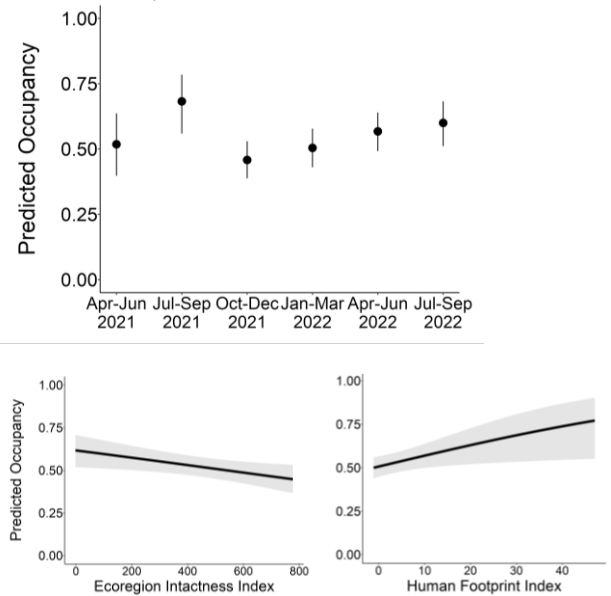 1.00
0.75
0.50
0.25
0.00
Predicted Occupancy
Apr-Jun Jul-Sep Oct-Dec Jan-Mar Apr-Jun Jul-Sep
2021 2021 2021 2022 2022 2022
1.00
0.75
0.50
0.25
0.00
Predicted Occupancy
0 200 400 600 800
Ecoregion Intactness Index
1.00
0.75
0.50
0.25
0.00
0 10 20 30 40
Human Footprint Index